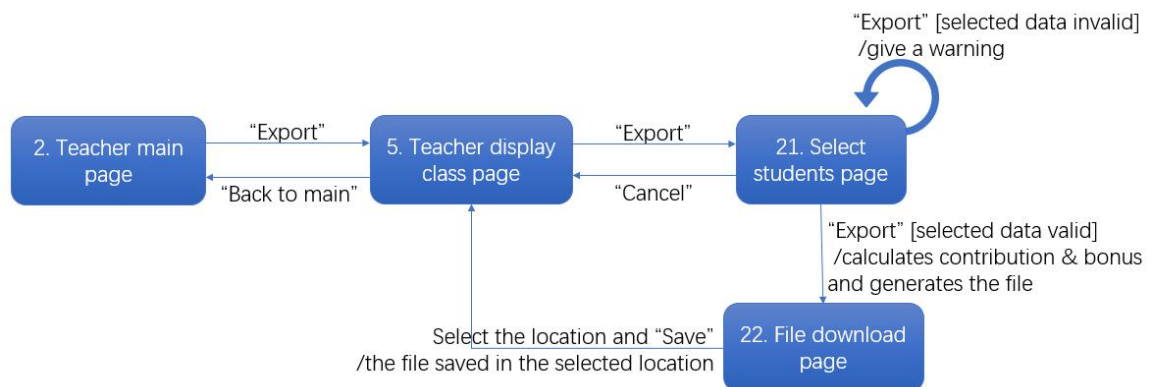 “Export” [selected data invalid]
/give a warning
2. Teacher main
page
“Export”
“Back to main”
5. Teacher display
class page
“Export”
“Cancel”
21. Select
students page
“Export” [selected data valid]
/calculates contribution & bonus
and generates the file
Select the location and “Save”
/the file saved in the selected location
22. File download
page